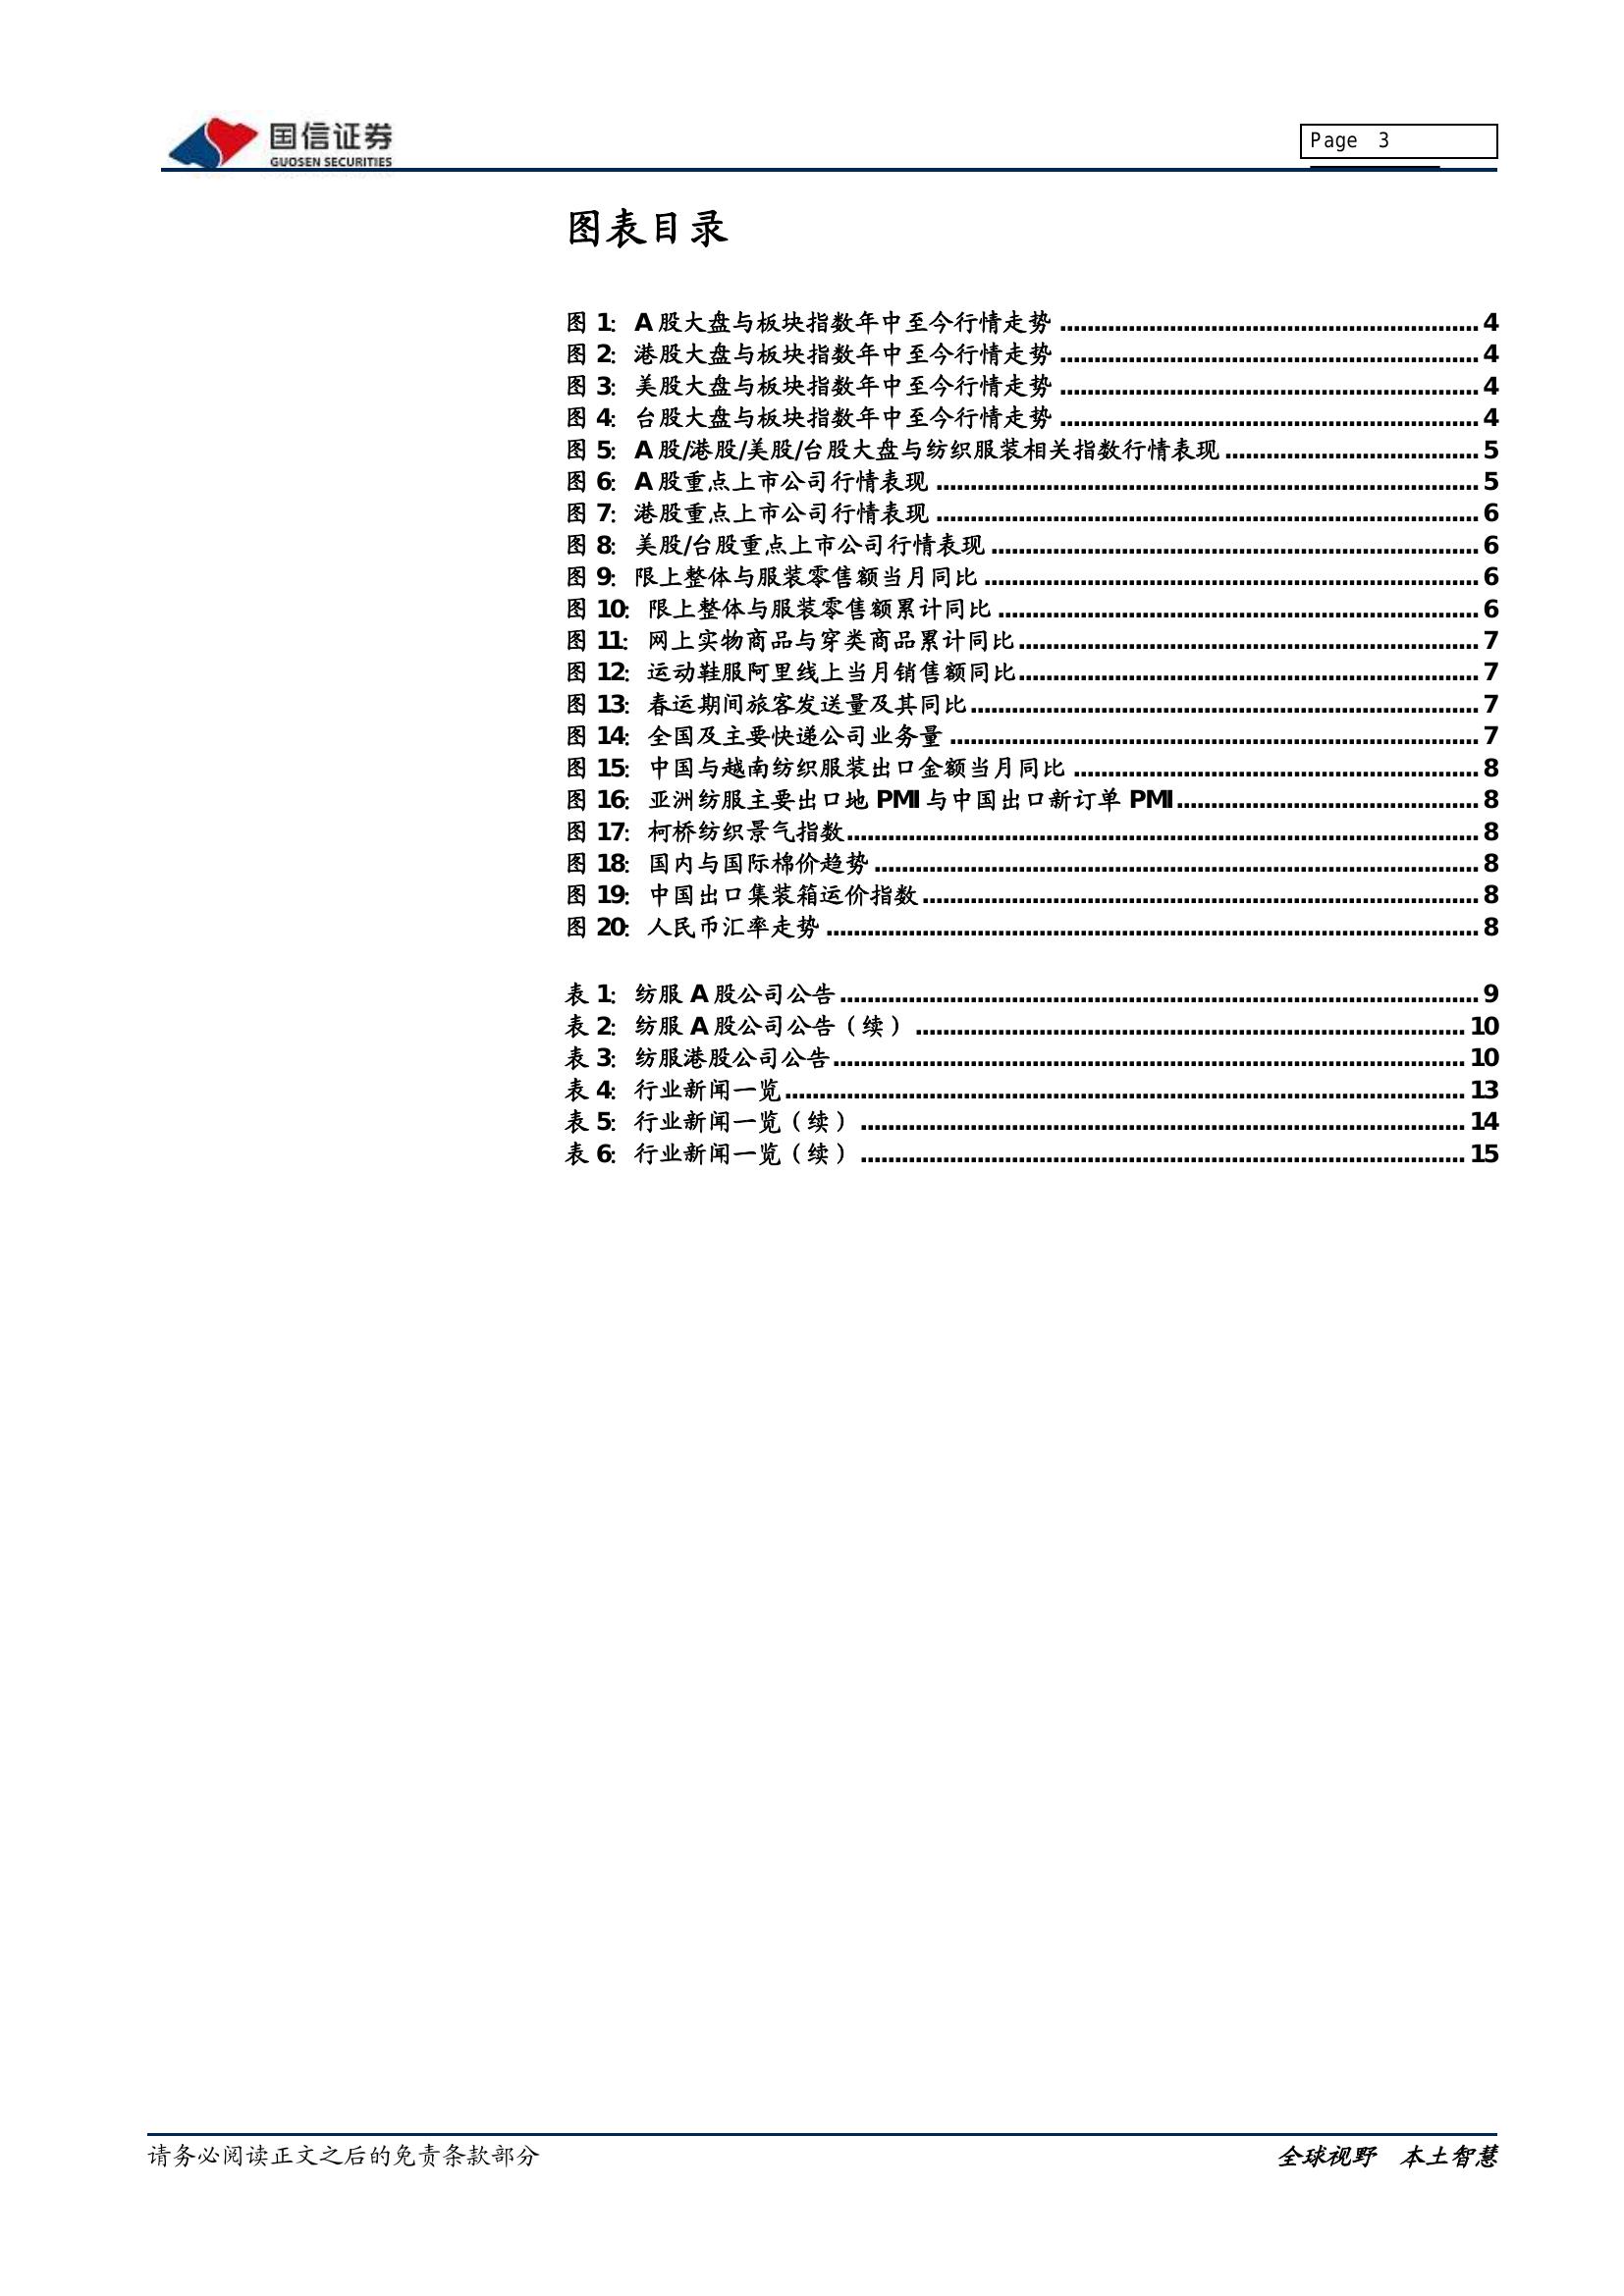 国信证券
GUOSEN SECURITIES
Page 3
图表目录
图 1: A 股大盘与板块指数年中至今行情走势 4
图 2: 港股大盘与板块指数年中至今行情走势 4
图 3: 美股大盘与板块指数年中至今行情走势 4
图 4: 台股大盘与板块指数年中至今行情走势 4
图 5: A 股/港股/美股/台股大盘与纺织服装相关指数行情表现 5
图 6: A 股重点上市公司行情表现 5
图 7: 港股重点上市公司行情表现 6
图 8: 美股/台股重点上市公司行情表现 6
图 9: 限上整体与服装零售额当月同比 6
图 10: 限上整体与服装零售额累计同比 6
图 11: 网上实物商品与穿类商品累计同比 7
图 12: 运动鞋服阿里线上当月销售额同比 7
图 13: 春运期间旅客发送量及其同比 7
图 14: 全国及主要快递公司业务量 7
图 15: 中国与越南纺织服装出口金额当月同比 8
图 16: 亚洲纺服主要出口地 PMI 与中国出口新订单 PMI 8
图 17: 柯桥纺织景气指数 8
图 18: 国内与国际棉价趋势 8
图 19: 中国出口集装箱运价指数 8
图 20: 人民币汇率走势 8
表 1: 纺服 A 股公司公告 9
表 2: 纺服 A 股公司公告（续） 10
表 3: 纺服港股公司公告 10
表 4: 行业新闻一览 13
表 5: 行业新闻一览（续） 14
表 6: 行业新闻一览（续） 15
请务必阅读正文之后的免责条款部分
全球视野 本土智慧